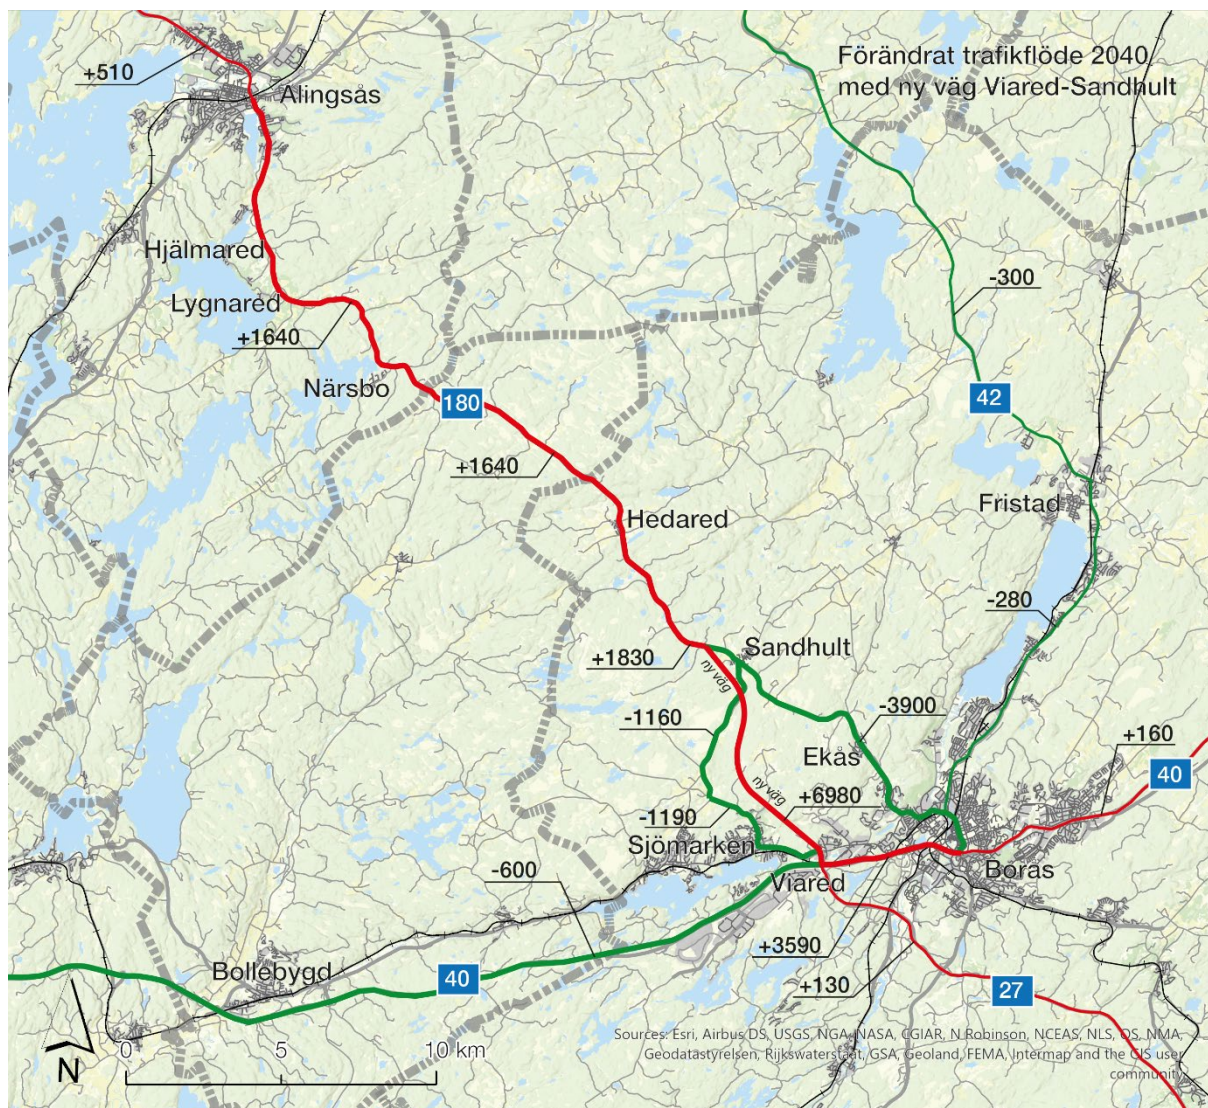 Förändrat trafikflöde 2040
med ny väg Viared-Sandhult
+510
Alingsås
Hjälmared
Lygnared
+1640
-300
Närsbo
180
42
+1640
Fristad
Hedared
-280
Sandhult
+1830
ny väg
-1160
-3900
+160
Ekås
40
ny väg
+6980
-1190
Sjömarken
-600
Viared
Borås
+3590
Bollebygd
40
+130
27
N
0 5 10 km
Sources: Esri, Airbus DS, USGS, NGA, NASA, CGIAR, N Robinson, NCEAS, NLS, OS, NMA,
Geodatastyrelsen, Rijkswaterstaat, GSA, Geoland, FEMA, Intermap and the GIS user
community